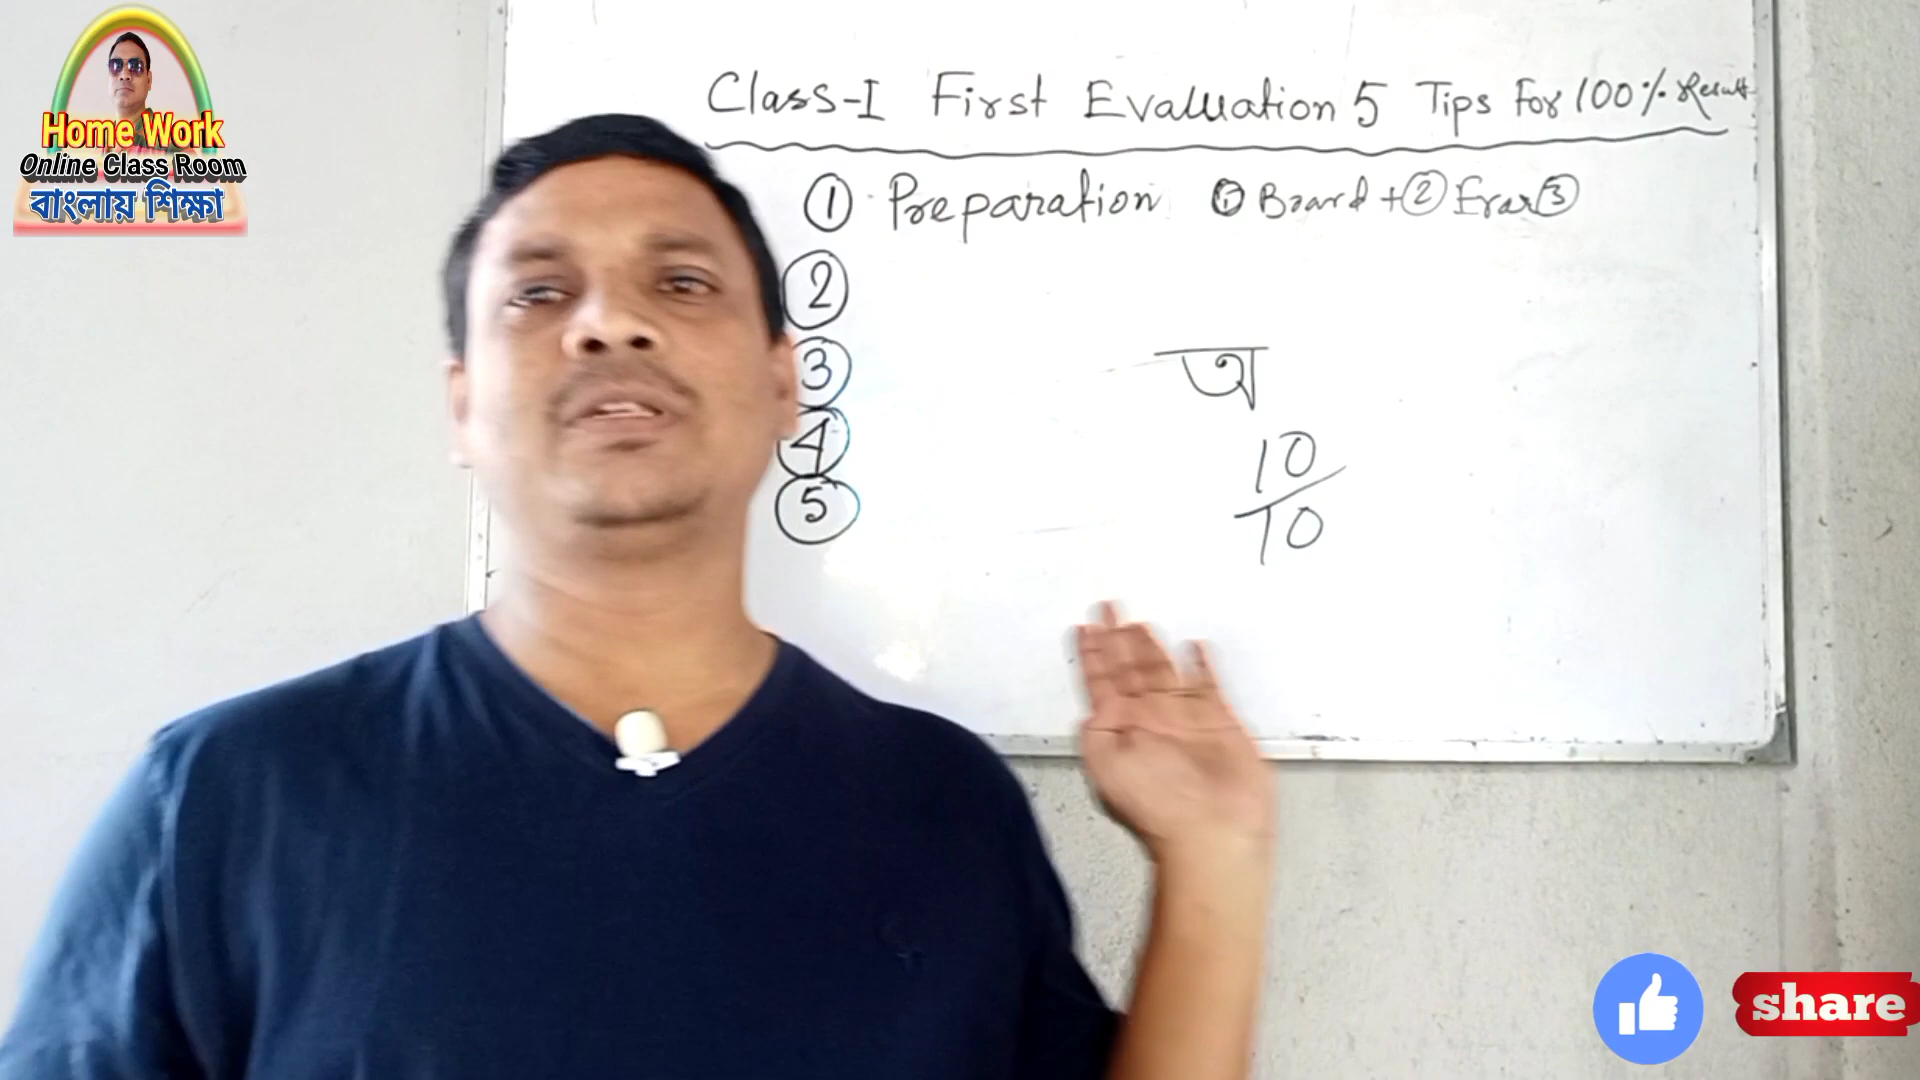 Home Work
Online Class Room
বাংলায় শিক্ষা
Class-I First Evaluation 5 Tips For 100% Result
① Preparation ① Board + ② Erar ③
②
③
④
⑤
অ
10
10
share